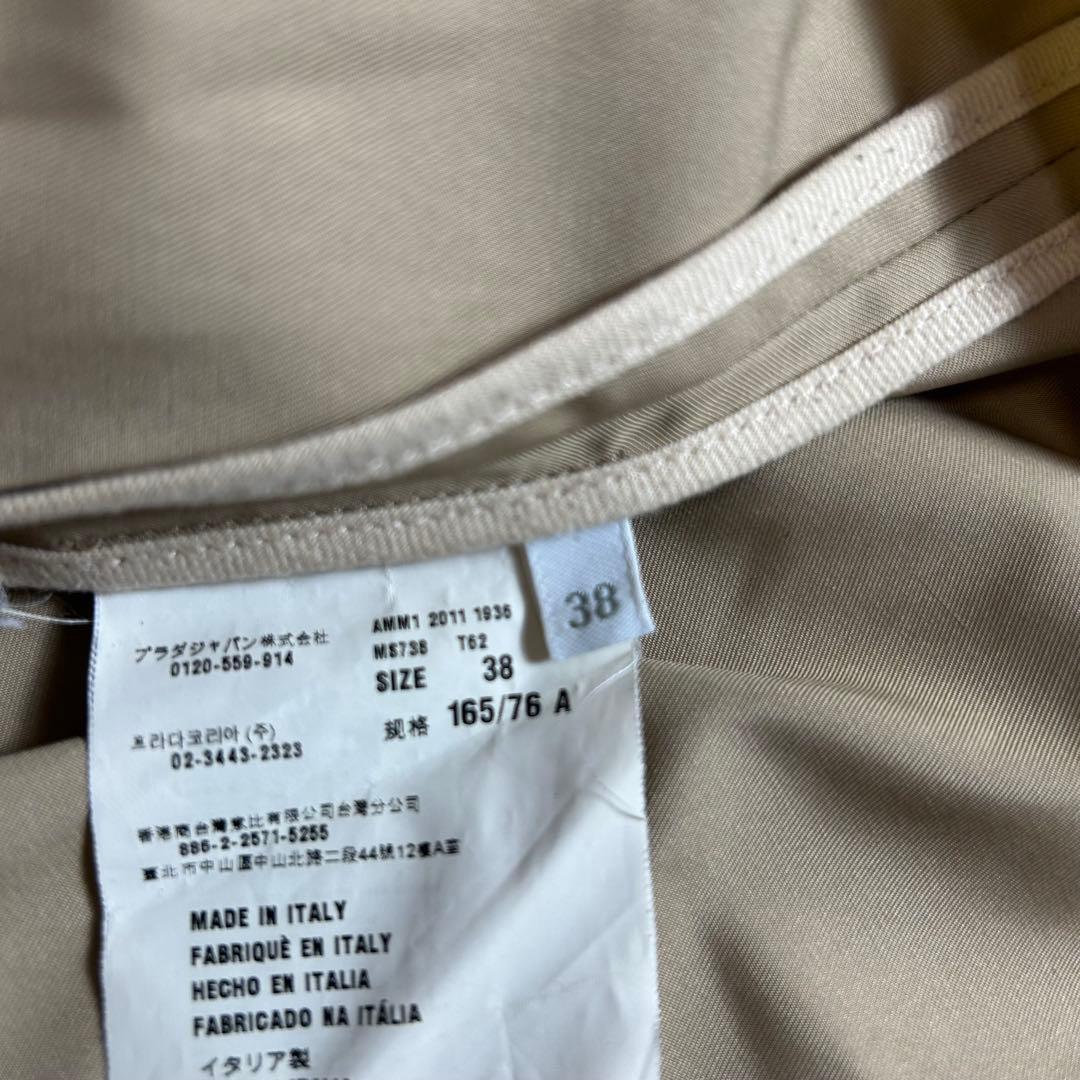 38
プラダジャパン株式会社
0120-559-914
AMM1 2011 1936
MS738 T62
SIZE 38
规格 165/76 A
프라다코리아 (주)
02-3443-2323
香港商台灣意比有限公司台灣分公司
886-2-2571-5255
臺北市中山區中山北路二段44號12樓A室
MADE IN ITALY
FABRIQUÈ EN ITALY
HECHO EN ITALIA
FABRICADO NA ITÁLIA
イタリア製